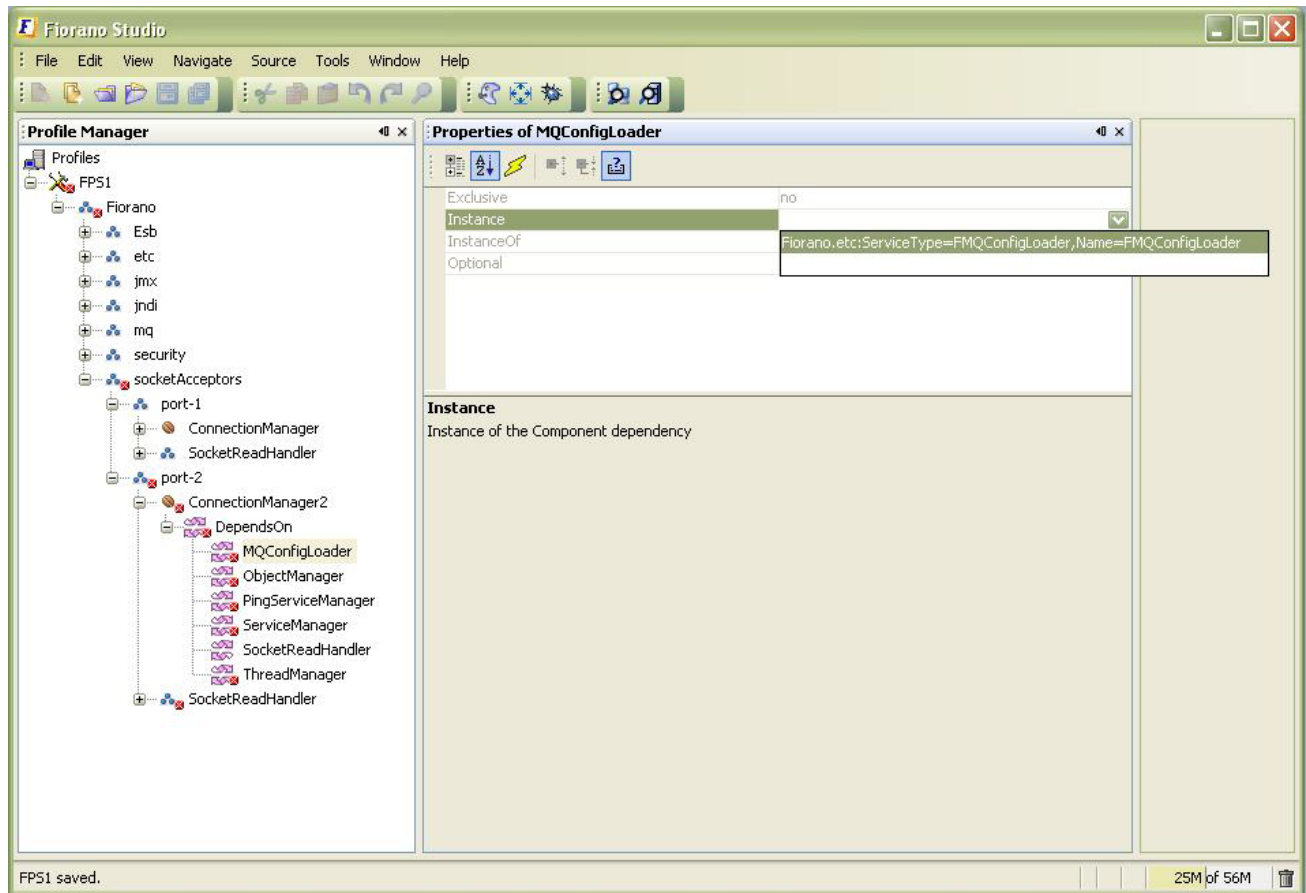 Fiorano Studio
File Edit View Navigate Source Tools Window Help
Profile Manager
Profiles
FPS1
Fiorano
Esb
etc
jmx
jndi
mq
security
socketAcceptors
port-1
ConnectionManager
SocketReadHandler
port-2
ConnectionManager2
DependsOn
MQConfigLoader
ObjectManager
PingServiceManager
ServiceManager
SocketReadHandler
ThreadManager
SocketReadHandler
Properties of MQConfigLoader
Exclusive no
Instance
InstanceOf
Fiorano.etc:ServiceType=FMQConfigLoader,Name=FMQConfigLoader
Optional
Instance
Instance of the Component dependency
FPS1 saved.
25M of 56M